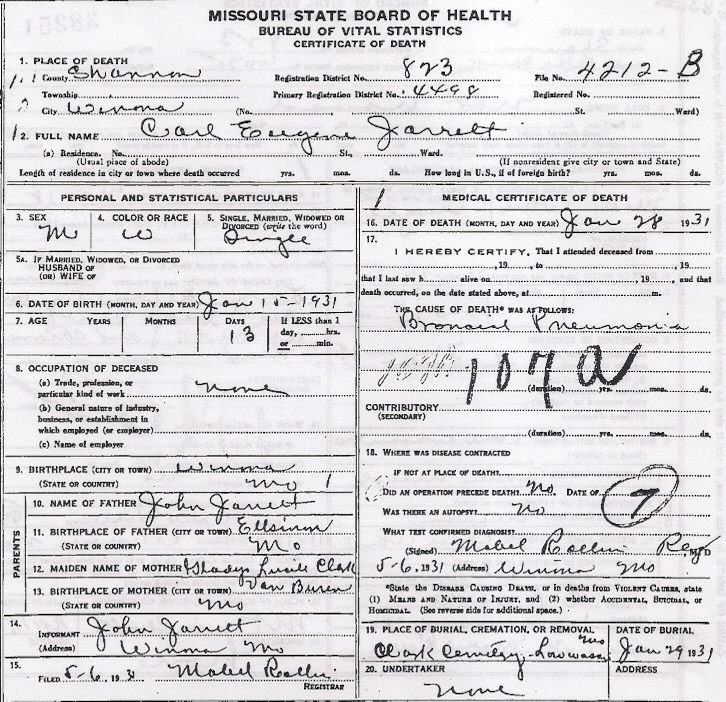 MISSOURI STATE BOARD OF HEALTH
BUREAU OF VITAL STATISTICS
CERTIFICATE OF DEATH
1. PLACE OF DEATH
County Shannon Registration District No. 823 File No. 4212-B
Township Primary Registration District No. 4498 Registered No.
City Winona (No. St. Ward)
2. FULL NAME Carl Eugene Jarrett
(a) Residence. No. St., Ward.
(Usual place of abode) (If nonresident give city or town and State)
Length of residence in city or town where death occurred yrs. mos. ds. How long in U.S., if of foreign birth? yrs. mos. ds.
PERSONAL AND STATISTICAL PARTICULARS
3. SEX 4. COLOR OR RACE 5. SINGLE, MARRIED, WIDOWED OR
DIVORCED (write the word)
M W Single
5A. IF MARRIED, WIDOWED, OR DIVORCED
HUSBAND OF
(OR) WIFE OF
6. DATE OF BIRTH (MONTH, DAY AND YEAR) Jan 15-1931
7. AGE YEARS MONTHS DAYS If LESS than 1
day, hrs.
13
or min.
8. OCCUPATION OF DECEASED
(a) Trade, profession, or
particular kind of work none
(b) General nature of industry,
business, or establishment in
which employed (or employer)
(c) Name of employer
9. BIRTHPLACE (CITY OR TOWN) Winona
(STATE OR COUNTRY) Mo
PARENTS
10. NAME OF FATHER John Jarrett
11. BIRTHPLACE OF FATHER (CITY OR TOWN) Ellsinore
(STATE OR COUNTRY) Mo
12. MAIDEN NAME OF MOTHER Gladys Lucile Clark
13. BIRTHPLACE OF MOTHER (CITY OR TOWN) Van Buren
(STATE OR COUNTRY) Mo
14.
INFORMANT John Jarrett
(Address) Winona Mo
15.
FILED 5-6, 1931 Mabel Rollin
REGISTRAR
1 MEDICAL CERTIFICATE OF DEATH
16. DATE OF DEATH (MONTH, DAY AND YEAR) Jan 28 1931
17.
I HEREBY CERTIFY, That I attended deceased from
, 19 , to , 19
that I last saw h alive on , 19 , and that
death occurred, on the date stated above, at m.
THE CAUSE OF DEATH* WAS AS FOLLOWS:
Broncial Pneumonia
107a
(duration) yrs. mos. ds.
CONTRIBUTORY
(SECONDARY)
(duration) yrs. mos. ds.
18. WHERE WAS DISEASE CONTRACTED
IF NOT AT PLACE OF DEATH?
DID AN OPERATION PRECEDE DEATH? No DATE OF
7
WAS THERE AN AUTOPSY? No
WHAT TEST CONFIRMED DIAGNOSIS?
(Signed) Mabel Rollin Reg M.D
5-6, 1931 (Address) Winona Mo
*State the DISEASE CAUSING DEATH, or in deaths from VIOLENT CAUSES, state
(1) MEANS AND NATURE OF INJURY, and (2) whether ACCIDENTAL, SUICIDAL, or
HOMICIDAL. (See reverse side for additional space.)
19. PLACE OF BURIAL, CREMATION, OR REMOVAL DATE OF BURIAL
Clark Cemetery Mo Jan 29 1931
20. UNDERTAKER ADDRESS
none